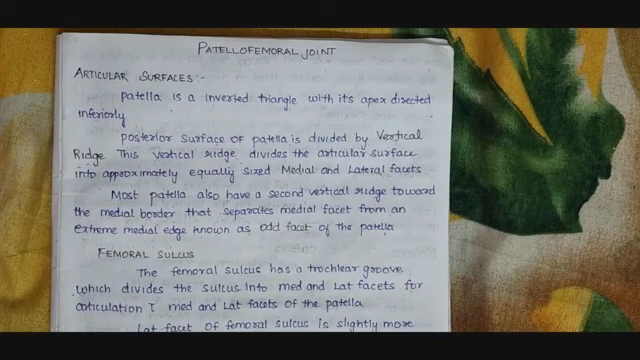 PATELLOFEMORAL JOINT
ARTICULAR SURFACES :-
Patella is a inverted triangle with its apex directed
inferiorly
Posterior surface of patella is divided by vertical
Ridge This vertical ridge divides the articular surface
into approximately equally sized Medial and Lateral facets
Most patella also have a second vertical ridge toward
the medial border that separates medial facet from an
extreme medial edge known as odd facet of the patella
FEMORAL SULCUS
The femoral sulcus has a trochlear groove
which divides the sulcus into med and Lat facets for
articulation c̄ med and Lat facets of the patella
Lat facet of femoral sulcus is slightly more